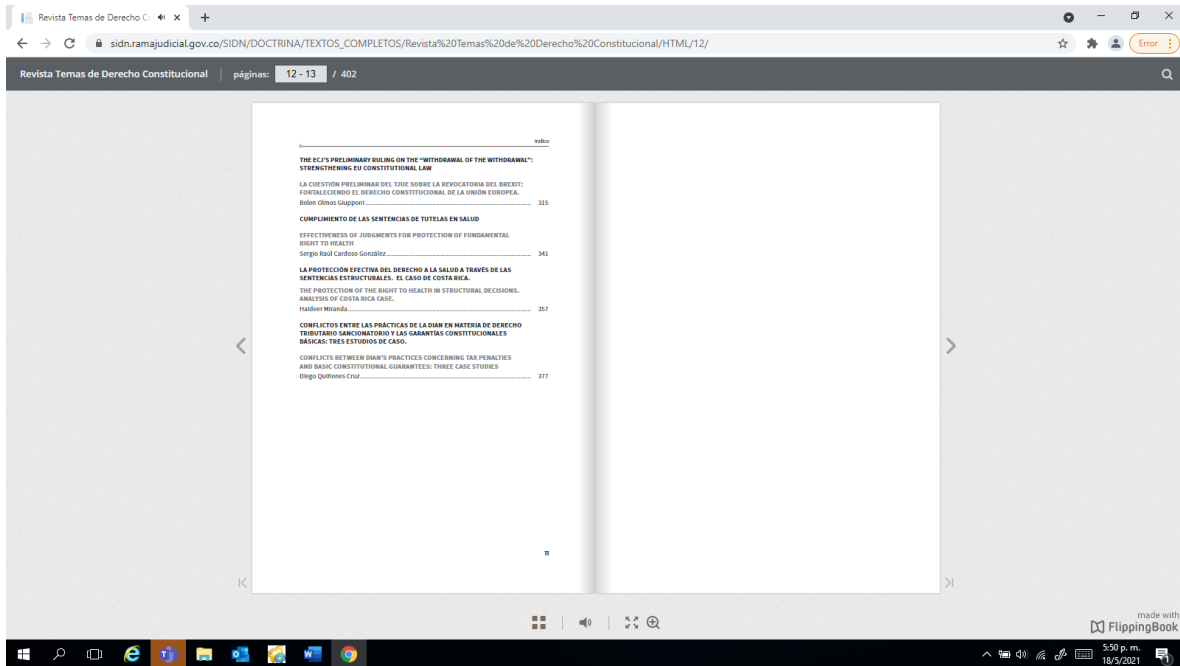 Revista Temas de Derecho Co
sidn.ramajudicial.gov.co/SIDN/DOCTRINA/TEXTOS_COMPLETOS/Revista%20Temas%20de%20Derecho%20Constitucional/HTML/12/
Error
Revista Temas de Derecho Constitucional páginas: 12 - 13 / 402
Indice
THE ECJ'S PRELIMINARY RULING ON THE "WITHDRAWAL OF THE WITHDRAWAL":
STRENGTHENING EU CONSTITUTIONAL LAW
LA CUESTIÓN PRELIMINAR DEL TJUE SOBRE LA REVOCATORIA DEL BREXIT:
FORTALECIENDO EL DERECHO CONSTITUCIONAL DE LA UNIÓN EUROPEA.
Belen Olmos Giupponi 315
CUMPLIMIENTO DE LAS SENTENCIAS DE TUTELAS EN SALUD
EFFECTIVENESS OF JUDGMENTS FOR PROTECTION OF FUNDAMENTAL
RIGHT TO HEALTH
Sergio Raúl Cardoso González 341
LA PROTECCIÓN EFECTIVA DEL DERECHO A LA SALUD A TRAVÉS DE LAS
SENTENCIAS ESTRUCTURALES. EL CASO DE COSTA RICA.
THE PROTECTION OF THE RIGHT TO HEALTH IN STRUCTURAL DECISIONS.
ANALYSIS OF COSTA RICA CASE.
Haideer Miranda 357
CONFLICTOS ENTRE LAS PRÁCTICAS DE LA DIAN EN MATERIA DE DERECHO
TRIBUTARIO SANCIONATORIO Y LAS GARANTÍAS CONSTITUCIONALES
BÁSICAS: TRES ESTUDIOS DE CASO.
CONFLICTS BETWEEN DIAN'S PRACTICES CONCERNING TAX PENALTIES
AND BASIC CONSTITUTIONAL GUARANTEES: THREE CASE STUDIES
Diego Quiñones Cruz 377
11
made with
FlippingBook
5:50 p. m.
18/5/2021